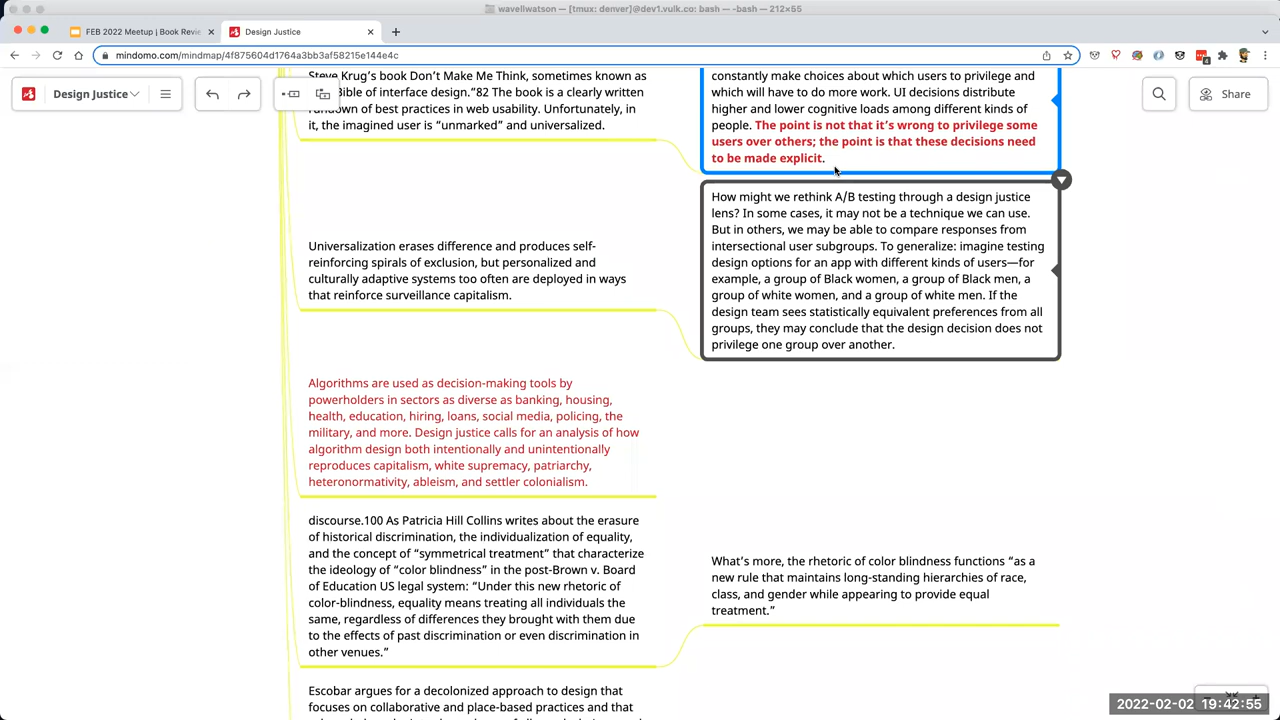 wavellwatson — [tmux: denver]@dev1.vulk.co: bash — -bash — 212×55
FEB 2022 Meetup | Book Revie
Design Justice
mindomo.com/mindmap/4f875604d1764a3bb3af58215e144e4c
Design Justice
Share
Steve Krug's book Don't Make Me Think, sometimes known as
Bible of interface design."82 The book is a clearly written
of best practices in web usability. Unfortunately, in
it, the imagined user is "unmarked" and universalized.
constantly make choices about which users to privilege and
which will have to do more work. UI decisions distribute
higher and lower cognitive loads among different kinds of
people. The point is not that it's wrong to privilege some
users over others; the point is that these decisions need
to be made explicit.
How might we rethink A/B testing through a design justice
lens? In some cases, it may not be a technique we can use.
But in others, we may be able to compare responses from
intersectional user subgroups. To generalize: imagine testing
design options for an app with different kinds of users—for
example, a group of Black women, a group of Black men, a
group of white women, and a group of white men. If the
design team sees statistically equivalent preferences from all
groups, they may conclude that the design decision does not
privilege one group over another.
Universalization erases difference and produces self-
reinforcing spirals of exclusion, but personalized and
culturally adaptive systems too often are deployed in ways
that reinforce surveillance capitalism.
Algorithms are used as decision-making tools by
powerholders in sectors as diverse as banking, housing,
health, education, hiring, loans, social media, policing, the
military, and more. Design justice calls for an analysis of how
algorithm design both intentionally and unintentionally
reproduces capitalism, white supremacy, patriarchy,
heteronormativity, ableism, and settler colonialism.
discourse.100 As Patricia Hill Collins writes about the erasure
of historical discrimination, the individualization of equality,
and the concept of "symmetrical treatment" that characterize
the ideology of "color blindness" in the post-Brown v. Board
of Education US legal system: "Under this new rhetoric of
color-blindness, equality means treating all individuals the
same, regardless of differences they brought with them due
to the effects of past discrimination or even discrimination in
other venues."
What's more, the rhetoric of color blindness functions "as a
new rule that maintains long-standing hierarchies of race,
class, and gender while appearing to provide equal
treatment."
Escobar argues for a decolonized approach to design that
focuses on collaborative and place-based practices and that
2022-02-02 19:42:55